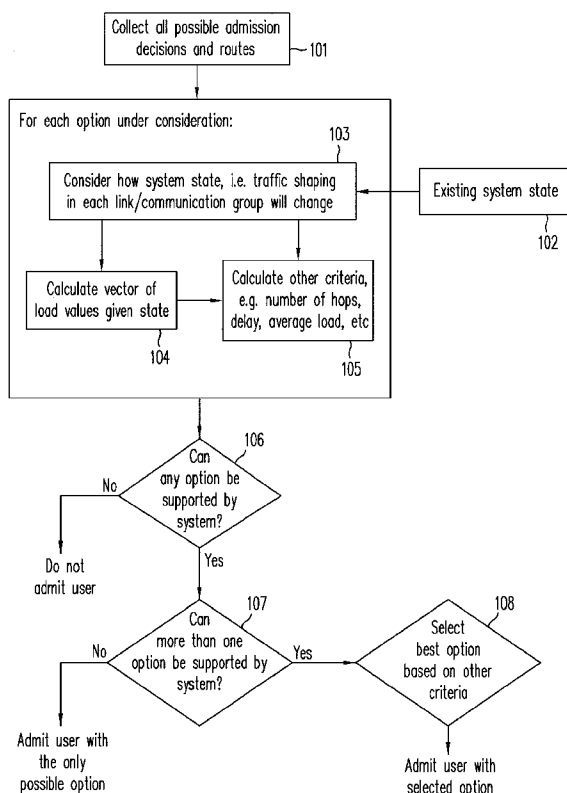 Collect all possible admission
decisions and routes
101
For each option under consideration:
103
Consider how system state, i.e. traffic shaping
in each link/communication group will change
Existing system state
102
Calculate vector of
load values given state
104
Calculate other criteria,
e.g. number of hops,
delay, average load, etc
105
106
Can
any option be
supported by
system?
No
Do not
admit user
Yes
107
Can
more than one
option be supported by
system?
No
Yes
Admit user with
the only
possible option
108
Select
best option
based on other
criteria
Admit user with
selected option